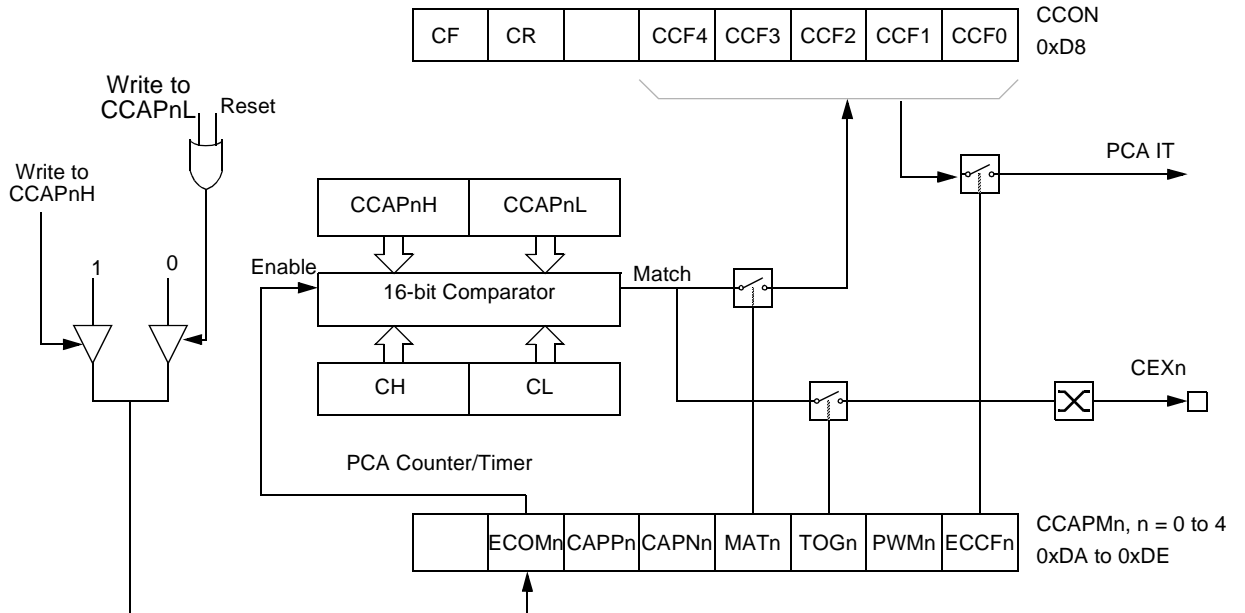 CF CR CCF4 CCF3 CCF2 CCF1 CCF0
CCON
0xD8
Write to
CCAPnL
Reset
Write to
CCAPnH
PCA IT
CCAPnH CCAPnL
1 0
Enable
16-bit Comparator
Match
CH CL
CEXn
PCA Counter/Timer
ECOMn CAPPn CAPNn MATn TOGn PWMn ECCFn
CCAPMn, n = 0 to 4
0xDA to 0xDE